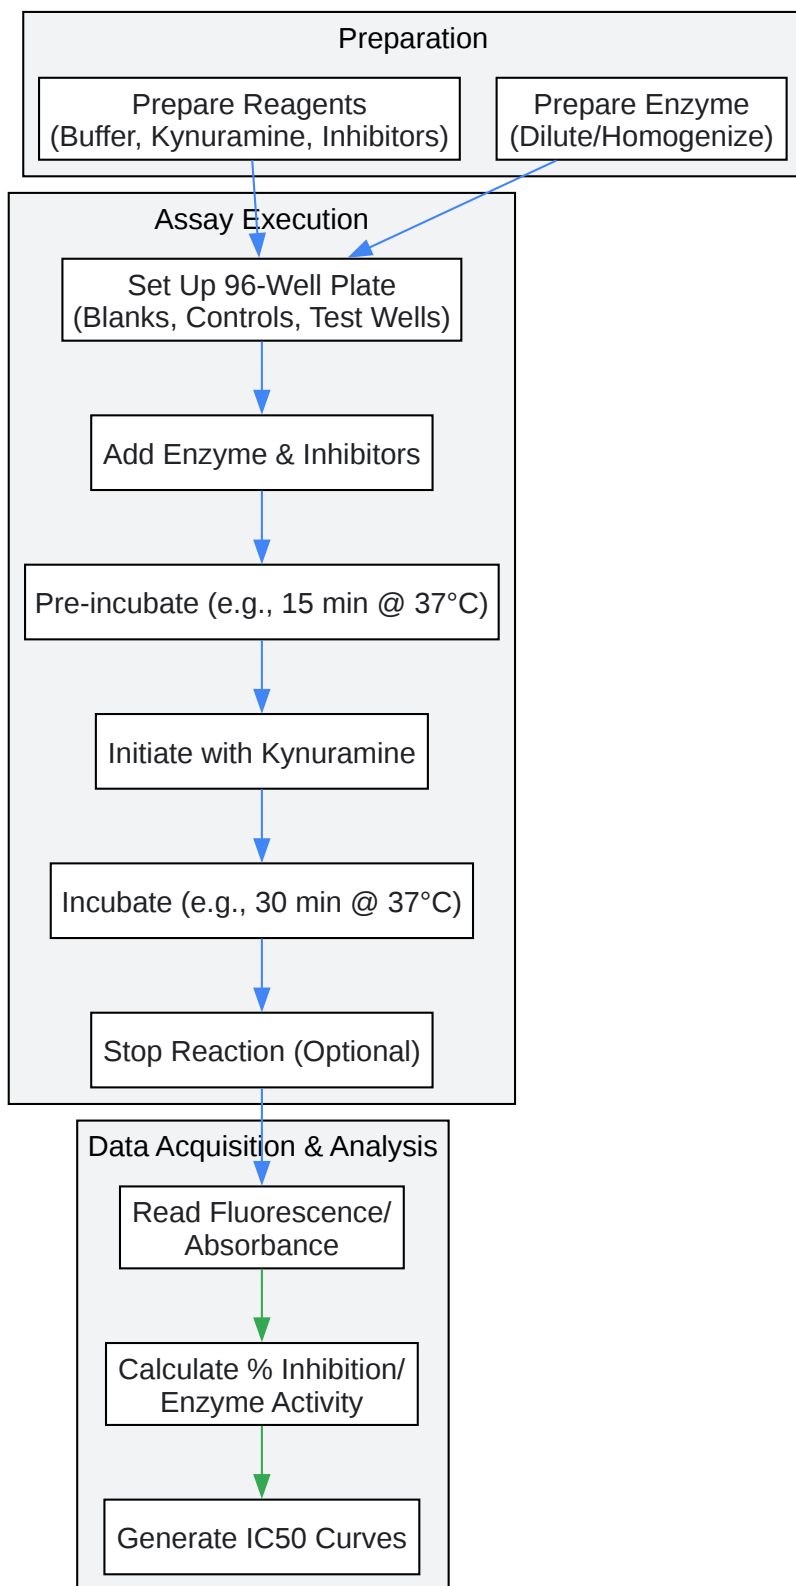 Preparation
Prepare Reagents
(Buffer, Kynuramine, Inhibitors)
Prepare Enzyme
(Dilute/Homogenize)
Assay Execution
Set Up 96-Well Plate
(Blanks, Controls, Test Wells)
Add Enzyme & Inhibitors
Pre-incubate (e.g., 15 min @ 37°C)
Initiate with Kynuramine
Incubate (e.g., 30 min @ 37°C)
Stop Reaction (Optional)
Data Acquisition & Analysis
Read Fluorescence/
Absorbance
Calculate % Inhibition/
Enzyme Activity
Generate IC50 Curves